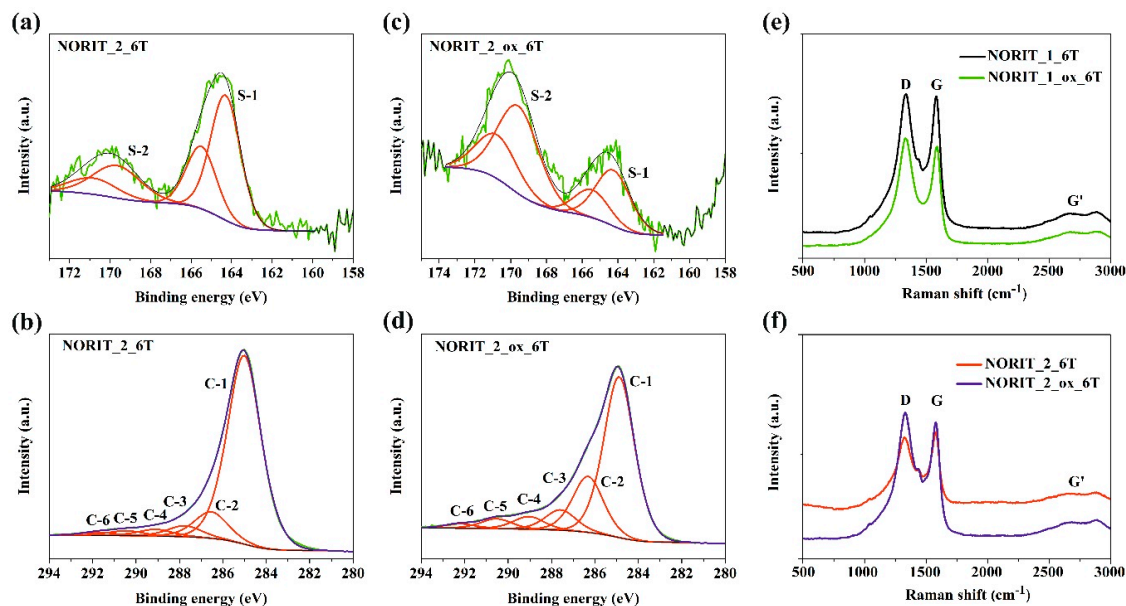 (a)
NORIT_2_6T
S-1
S-2
Intensity (a.u.)
172 170 168 166 164 162 160 158
Binding energy (eV)
(c)
NORIT_2_ox_6T
S-2
S-1
Intensity (a.u.)
174 172 170 168 166 164 162 160 158
Binding energy (eV)
(e)
NORIT_1_6T
NORIT_1_ox_6T
D G
G'
Intensity (a.u.)
500 1000 1500 2000 2500 3000
Raman shift (cm-1)
(b)
NORIT_2_6T
C-1
C-2
C-3
C-4
C-5
C-6
Intensity (a.u.)
294 292 290 288 286 284 282 280
Binding energy (eV)
(d)
NORIT_2_ox_6T
C-1
C-2
C-3
C-4
C-5
C-6
Intensity (a.u.)
294 292 290 288 286 284 282 280
Binding energy (eV)
(f)
NORIT_2_6T
NORIT_2_ox_6T
D G
G'
Intensity (a.u.)
500 1000 1500 2000 2500 3000
Raman shift (cm-1)